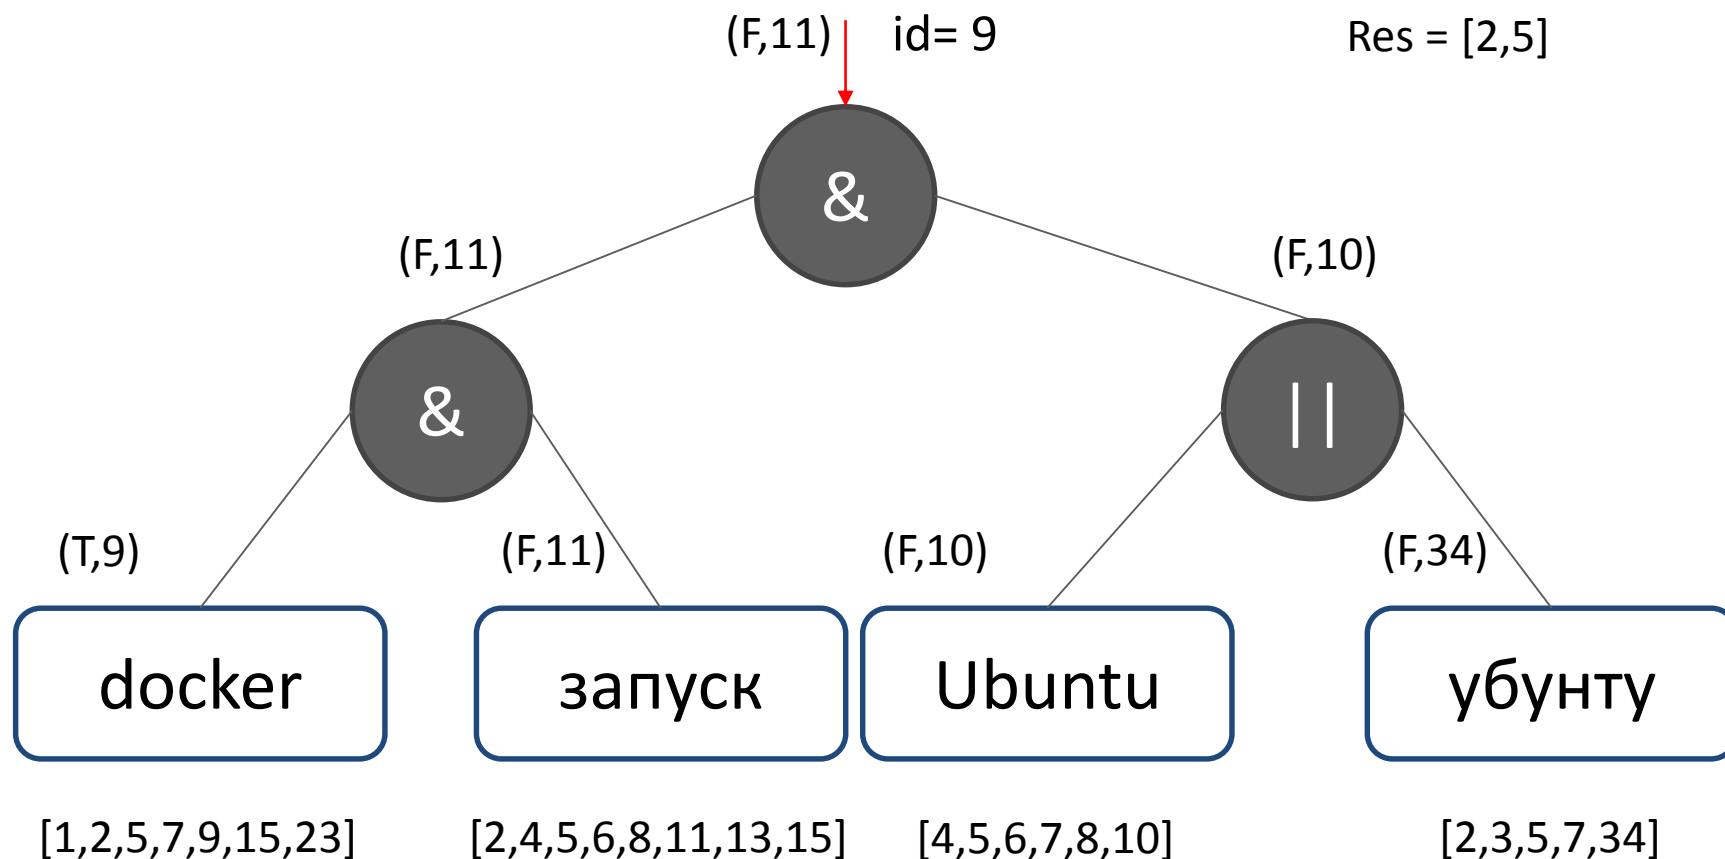 (F,11) id= 9 Res = [2,5]
&
(F,11) (F,10)
& ||
(T,9) (F,11) (F,10) (F,34)
docker запуск Ubuntu убунту
[1,2,5,7,9,15,23] [2,4,5,6,8,11,13,15] [4,5,6,7,8,10] [2,3,5,7,34]